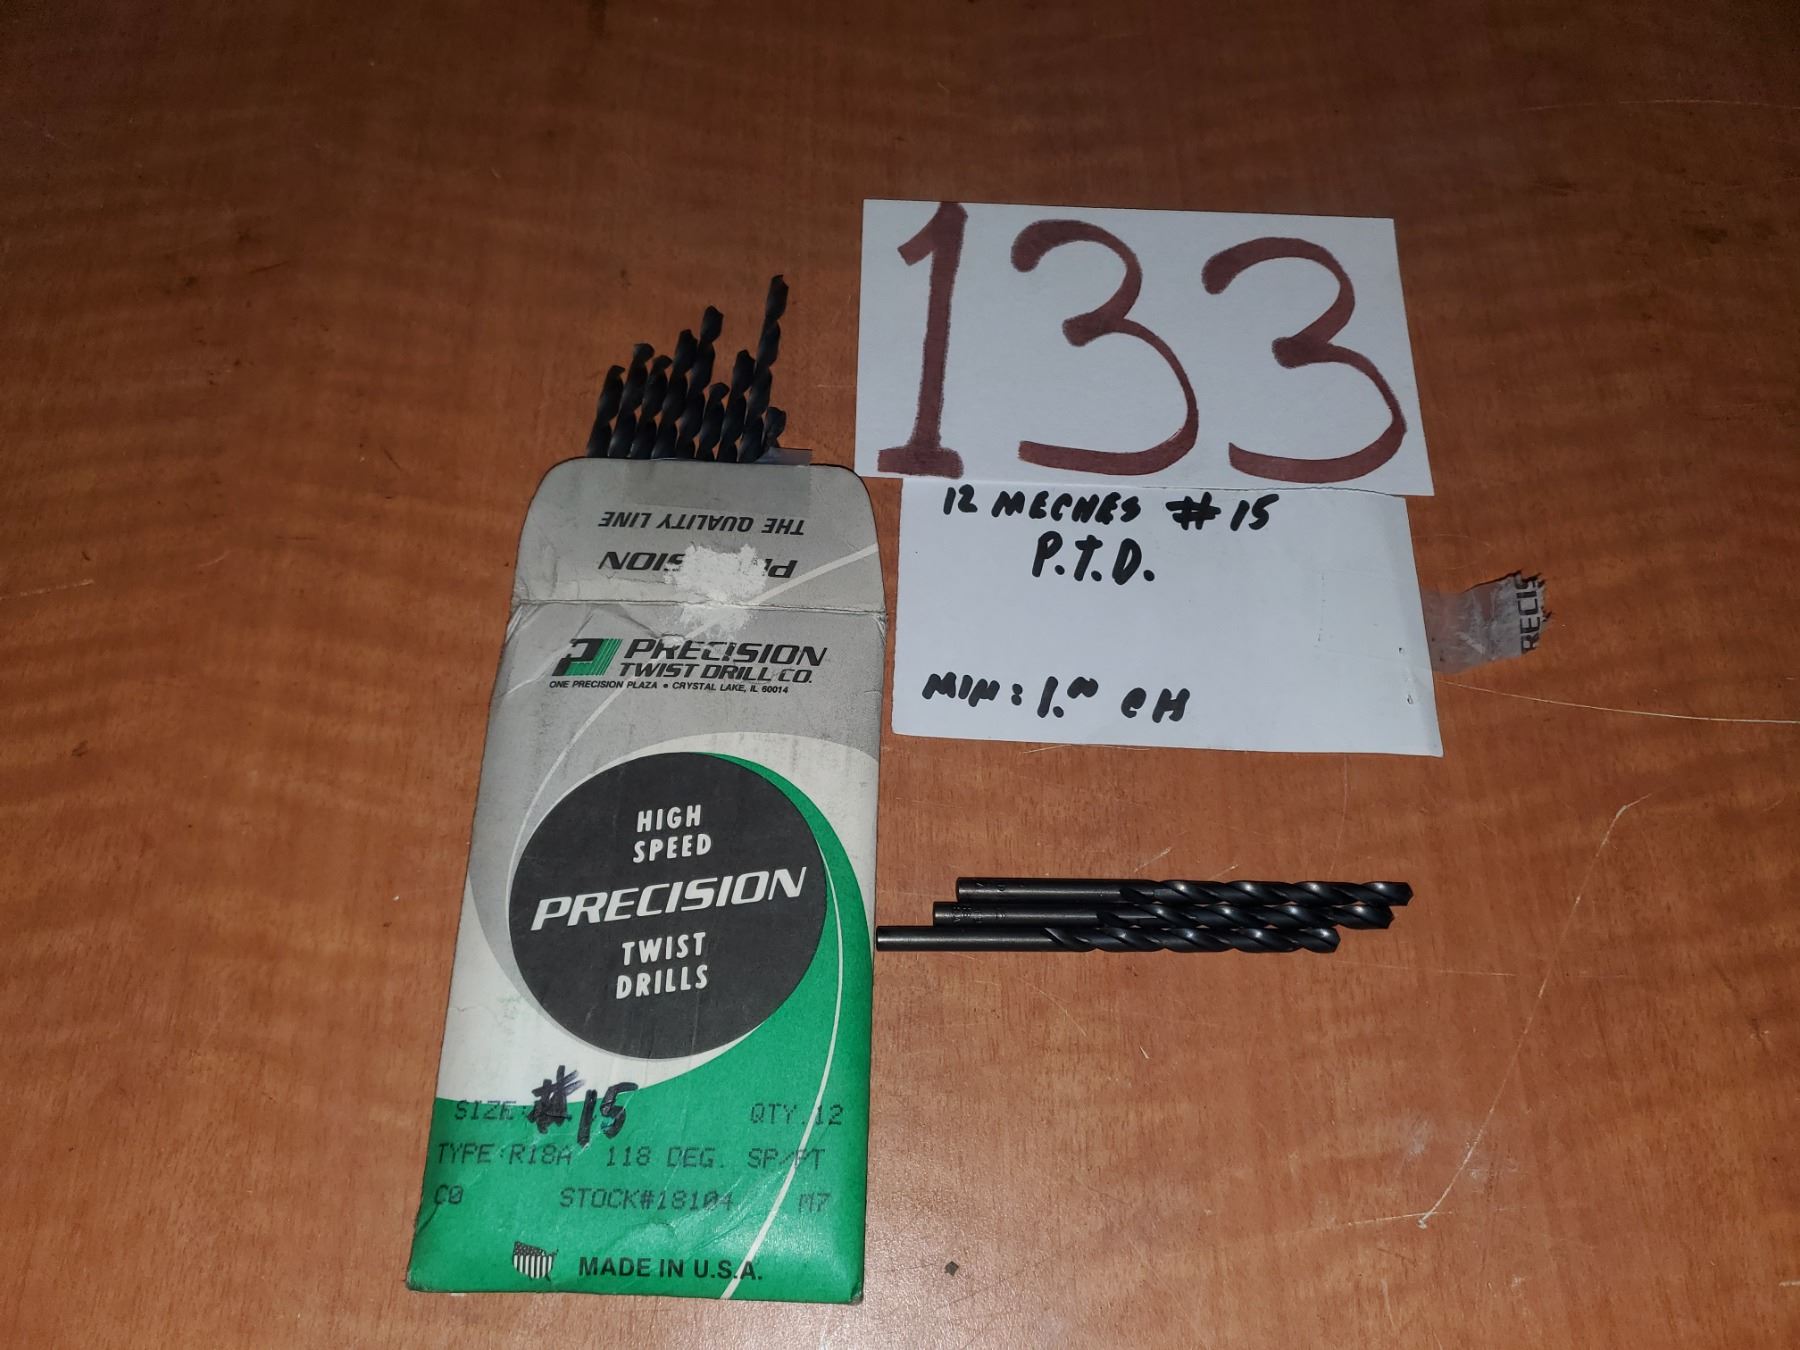 133
12 MECHES # 15
P.T.D.
MIN: 1.00 CH
RECIS
THE QUALITY LINE
PRECISION
TWIST DRILL CO.
ONE PRECISION PLAZA • CRYSTAL LAKE, IL 60014
HIGH
SPEED
PRECISION
TWIST
DRILLS
SIZE: #15 QTY.12
TYPE:R18A 118 DEG. SP/PT
C0 STOCK#18104 M7
MADE IN U.S.A.